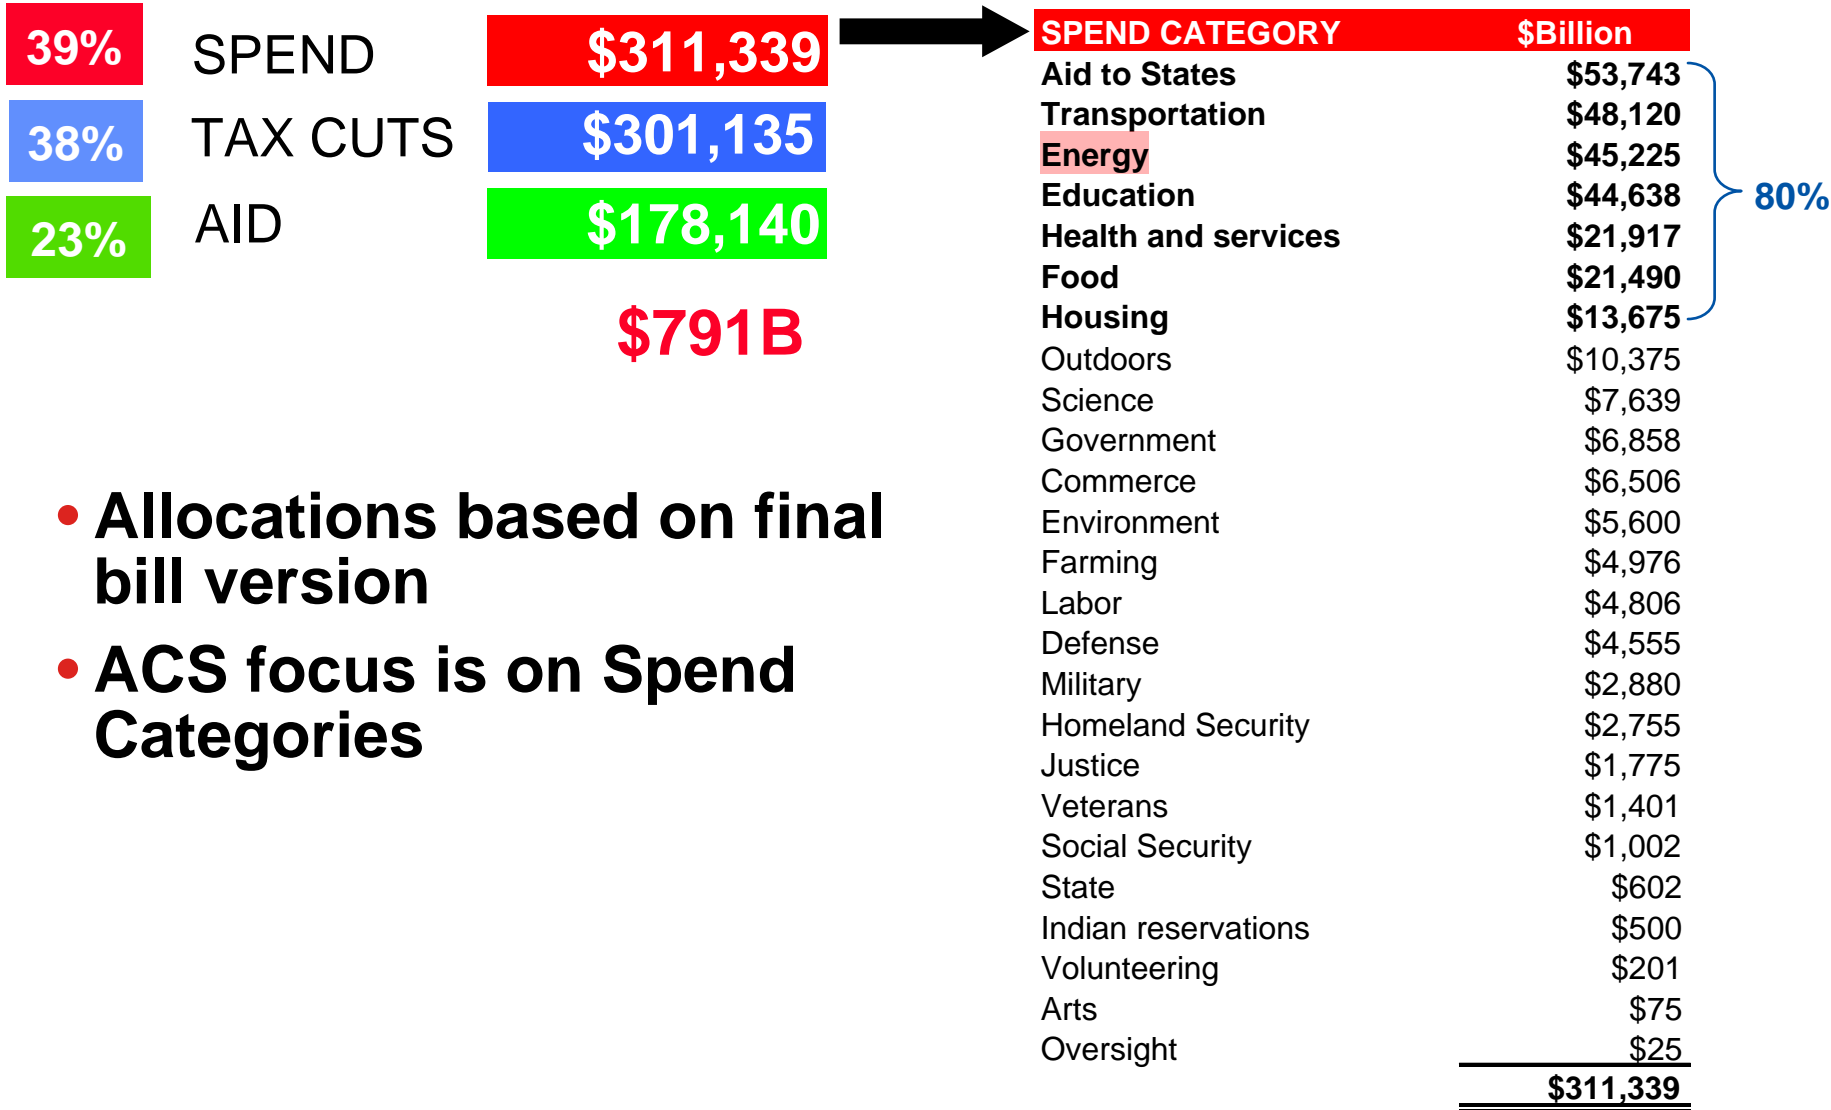 39% SPEND $311,339
38% TAX CUTS $301,135
23% AID $178,140
$791B
• Allocations based on final
bill version
• ACS focus is on Spend
Categories
SPEND CATEGORY $Billion
Aid to States $53,743
Transportation $48,120
Energy $45,225
Education $44,638
Health and services $21,917
Food $21,490
Housing $13,675
80%
Outdoors $10,375
Science $7,639
Government $6,858
Commerce $6,506
Environment $5,600
Farming $4,976
Labor $4,806
Defense $4,555
Military $2,880
Homeland Security $2,755
Justice $1,775
Veterans $1,401
Social Security $1,002
State $602
Indian reservations $500
Volunteering $201
Arts $75
Oversight $25
$311,339